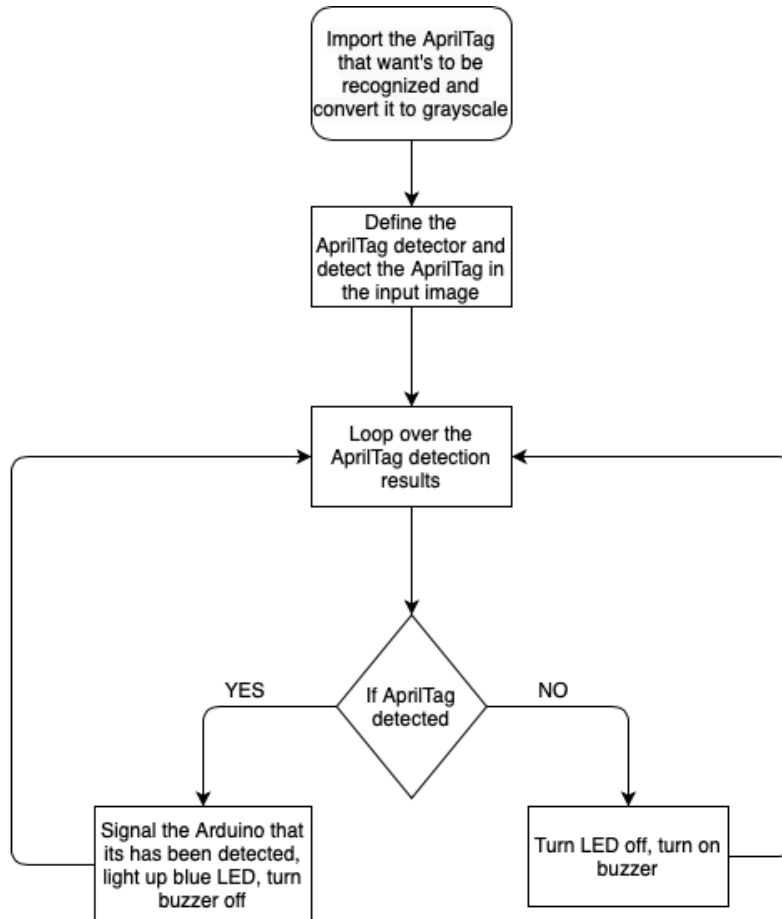 Import the AprilTag
that want's to be
recognized and
convert it to grayscale
Define the
AprilTag detector and
detect the AprilTag in
the input image
Loop over the
AprilTag detection
results
If AprilTag
detected
YES
NO
Signal the Arduino that
its has been detected,
light up blue LED, turn
buzzer off
Turn LED off, turn on
buzzer